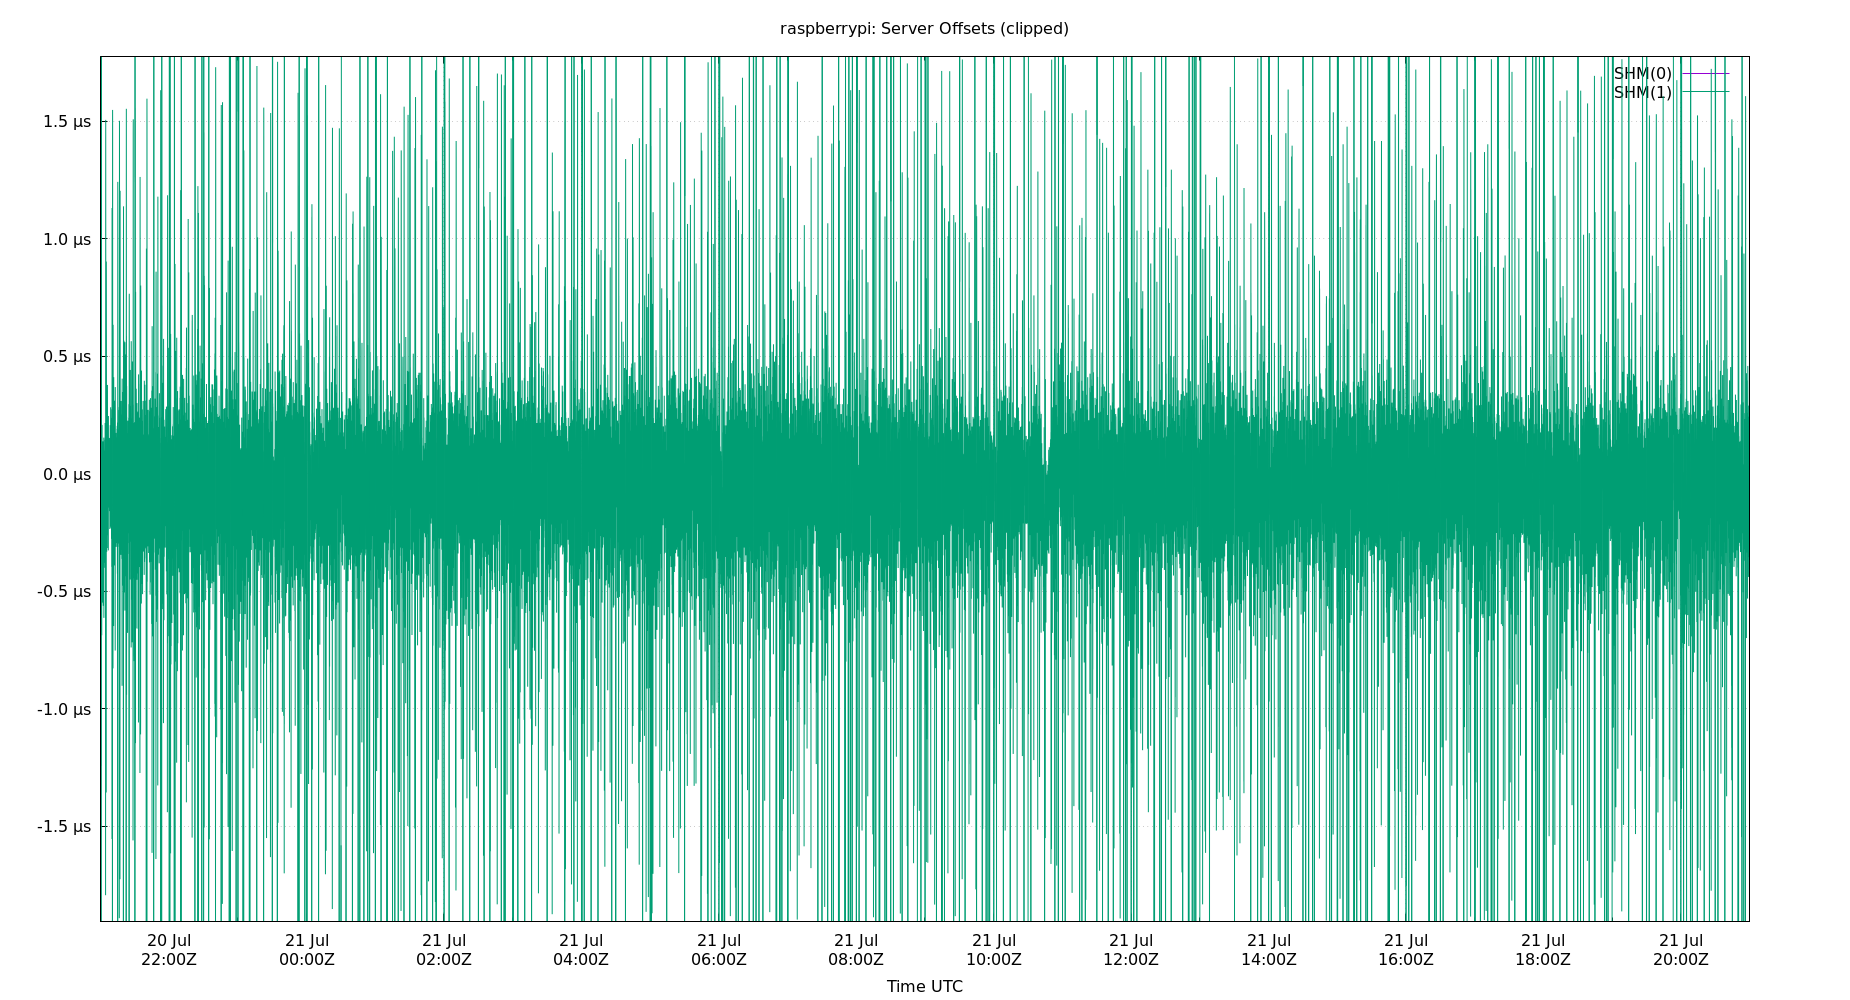 raspberrypi: Server Offsets (clipped)
SHM(0)
SHM(1)
1.5 µs
1.0 µs
0.5 µs
0.0 µs
-0.5 µs
-1.0 µs
-1.5 µs
20 Jul 21 Jul 21 Jul 21 Jul 21 Jul 21 Jul 21 Jul 21 Jul 21 Jul 21 Jul 21 Jul 21 Jul
22:00Z 00:00Z 02:00Z 04:00Z 06:00Z 08:00Z 10:00Z 12:00Z 14:00Z 16:00Z 18:00Z 20:00Z
Time UTC